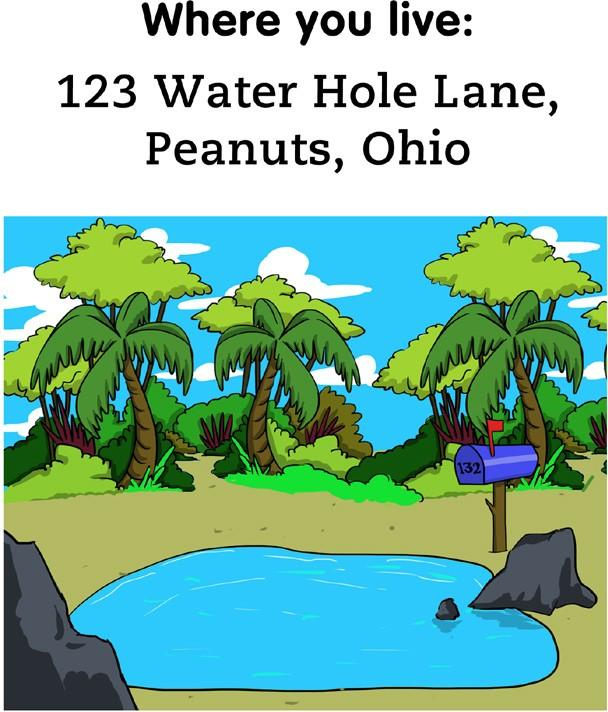 Where you live:
123 Water Hole Lane,
Peanuts, Ohio
132